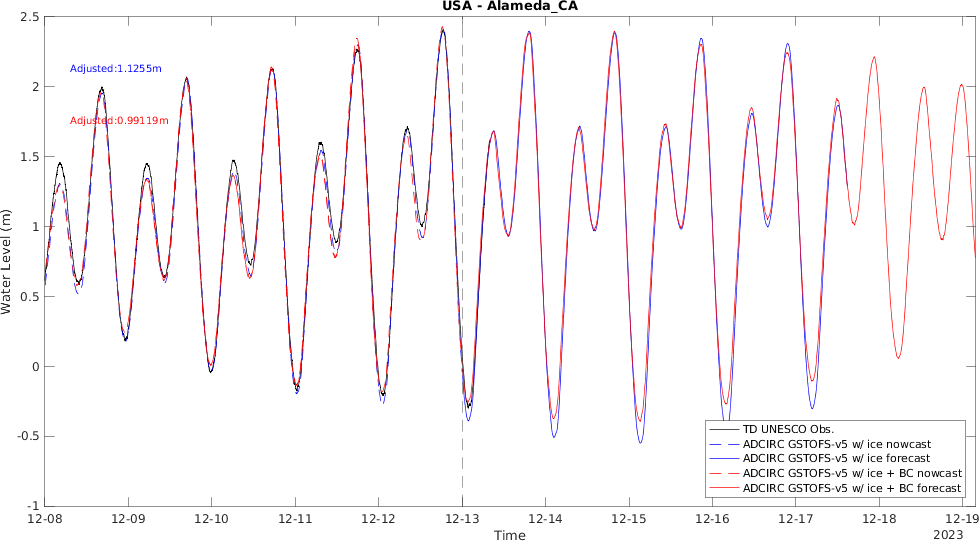 USA - Alameda_CA
2.5
2
1.5
1
0.5
0
-0.5
-1
Water Level (m)
Adjusted:1.1255m
Adjusted:0.99119m
TD UNESCO Obs.
ADCIRC GSTOFS-v5 w/ ice nowcast
ADCIRC GSTOFS-v5 w/ ice forecast
ADCIRC GSTOFS-v5 w/ ice + BC nowcast
ADCIRC GSTOFS-v5 w/ ice + BC forecast
12-08 12-09 12-10 12-11 12-12 12-13 12-14 12-15 12-16 12-17 12-18 12-19
Time
2023